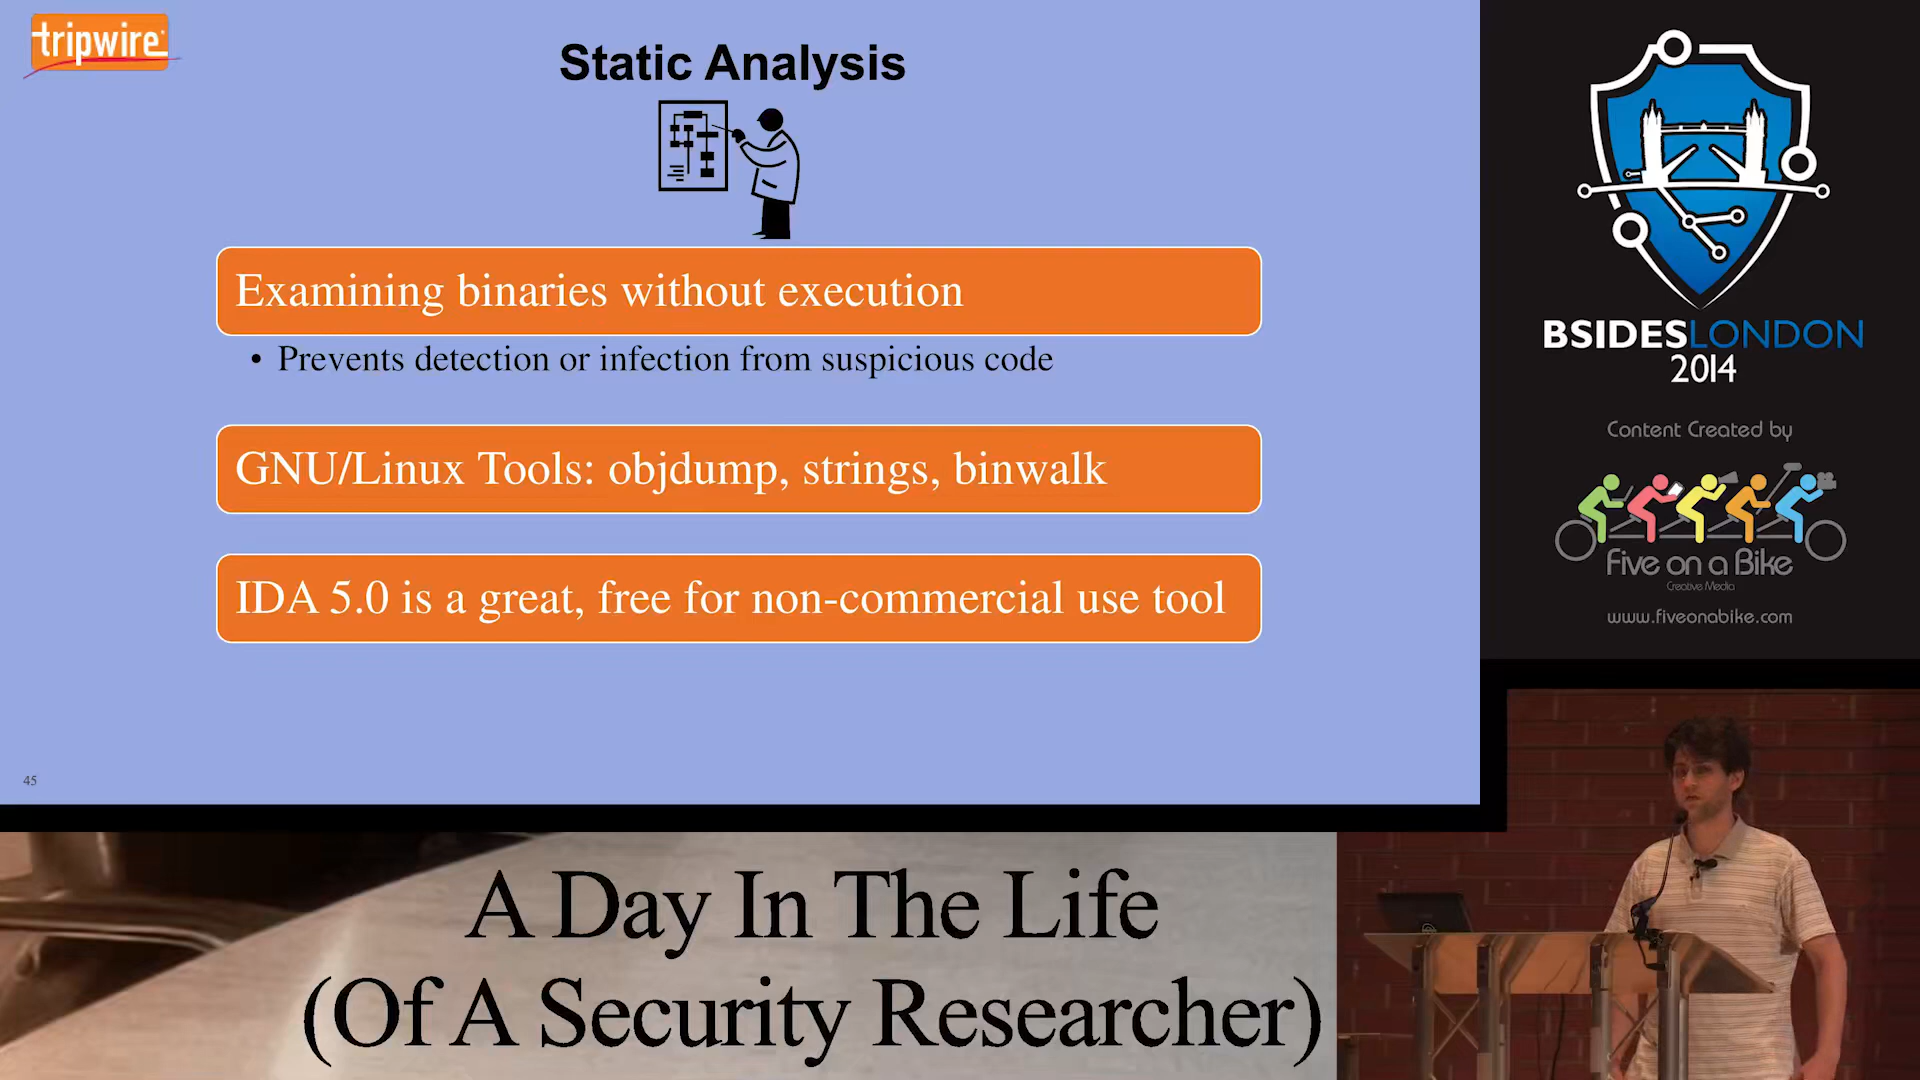 tripwire
Static Analysis
Examining binaries without execution
• Prevents detection or infection from suspicious code
GNU/Linux Tools: objdump, strings, binwalk
IDA 5.0 is a great, free for non-commercial use tool
45
BSIDESLONDON
2014
Content Created by
Five on a Bike
Creative Media
www.fiveonabike.com
A Day In The Life
(Of A Security Researcher)